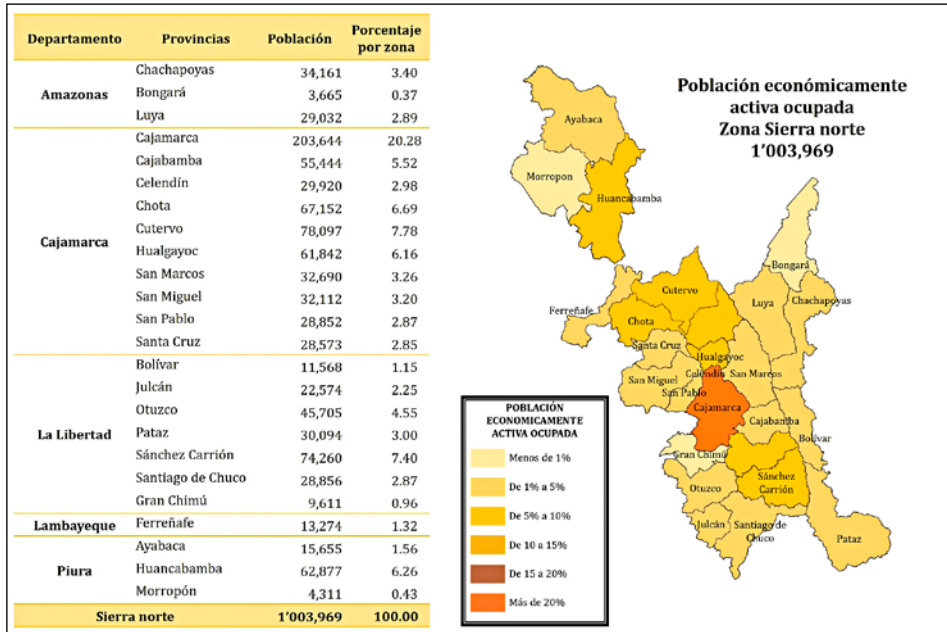 Departamento Provincias Población Porcentaje por zona
Amazonas
Chachapoyas 34,161 3.40
Bongará 3,665 0.37
Luya 29,032 2.89
Cajamarca
Cajamarca 203,644 20.28
Cajabamba 55,444 5.52
Celendín 29,920 2.98
Chota 67,152 6.69
Cutervo 78,097 7.78
Hualgayoc 61,842 6.16
San Marcos 32,690 3.26
San Miguel 32,112 3.20
San Pablo 28,852 2.87
Santa Cruz 28,573 2.85
La Libertad
Bolívar 11,568 1.15
Julcán 22,574 2.25
Otuzco 45,705 4.55
Pataz 30,094 3.00
Sánchez Carrión 74,260 7.40
Santiago de Chuco 28,856 2.87
Gran Chimú 9,611 0.96
Lambayeque
Ferreñafe 13,274 1.32
Piura
Ayabaca 15,655 1.56
Huancabamba 62,877 6.26
Morropón 4,311 0.43
Sierra norte 1'003,969 100.00
Población económicamente
activa ocupada
Zona Sierra norte
1'003,969
Ayabaca
Morropon
Huancabamba
Bongará
Cutervo
Luya
Chachapoyas
Ferreñafe
Chota
Santa Cruz
Hualgayoc
Celendín
San Marcos
San Miguel
San Pablo
Cajamarca
Cajabamba
Bolívar
Gran Chimú
Sánchez
Carrión
Otuzco
Julcán
Santiago de
Chuco
Pataz
POBLACIÓN
ECONOMICAMENTE
ACTIVA OCUPADA
Menos de 1%
De 1% a 5%
De 5% a 10%
De 10 a 15%
De 15 a 20%
Más de 20%